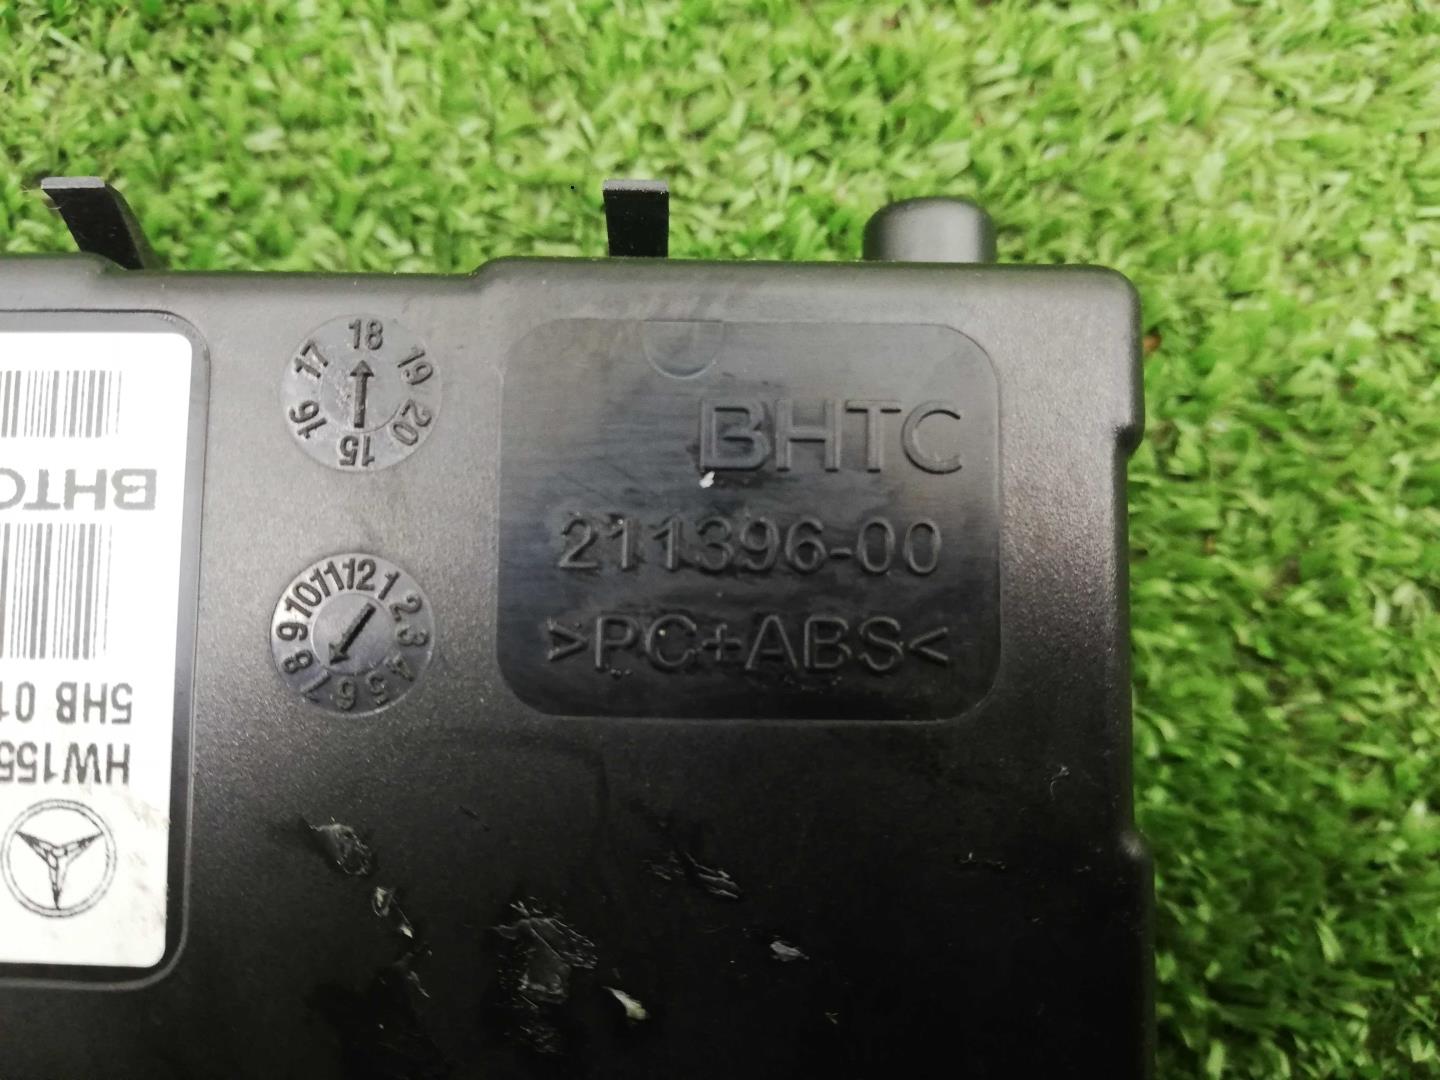 15 16 17 18 19 20
1 2 3 4 5 6 7 8 9 10 11 12
BHTC
211396-00
>PC+ABS<
HW155
5HB 01
BHTC